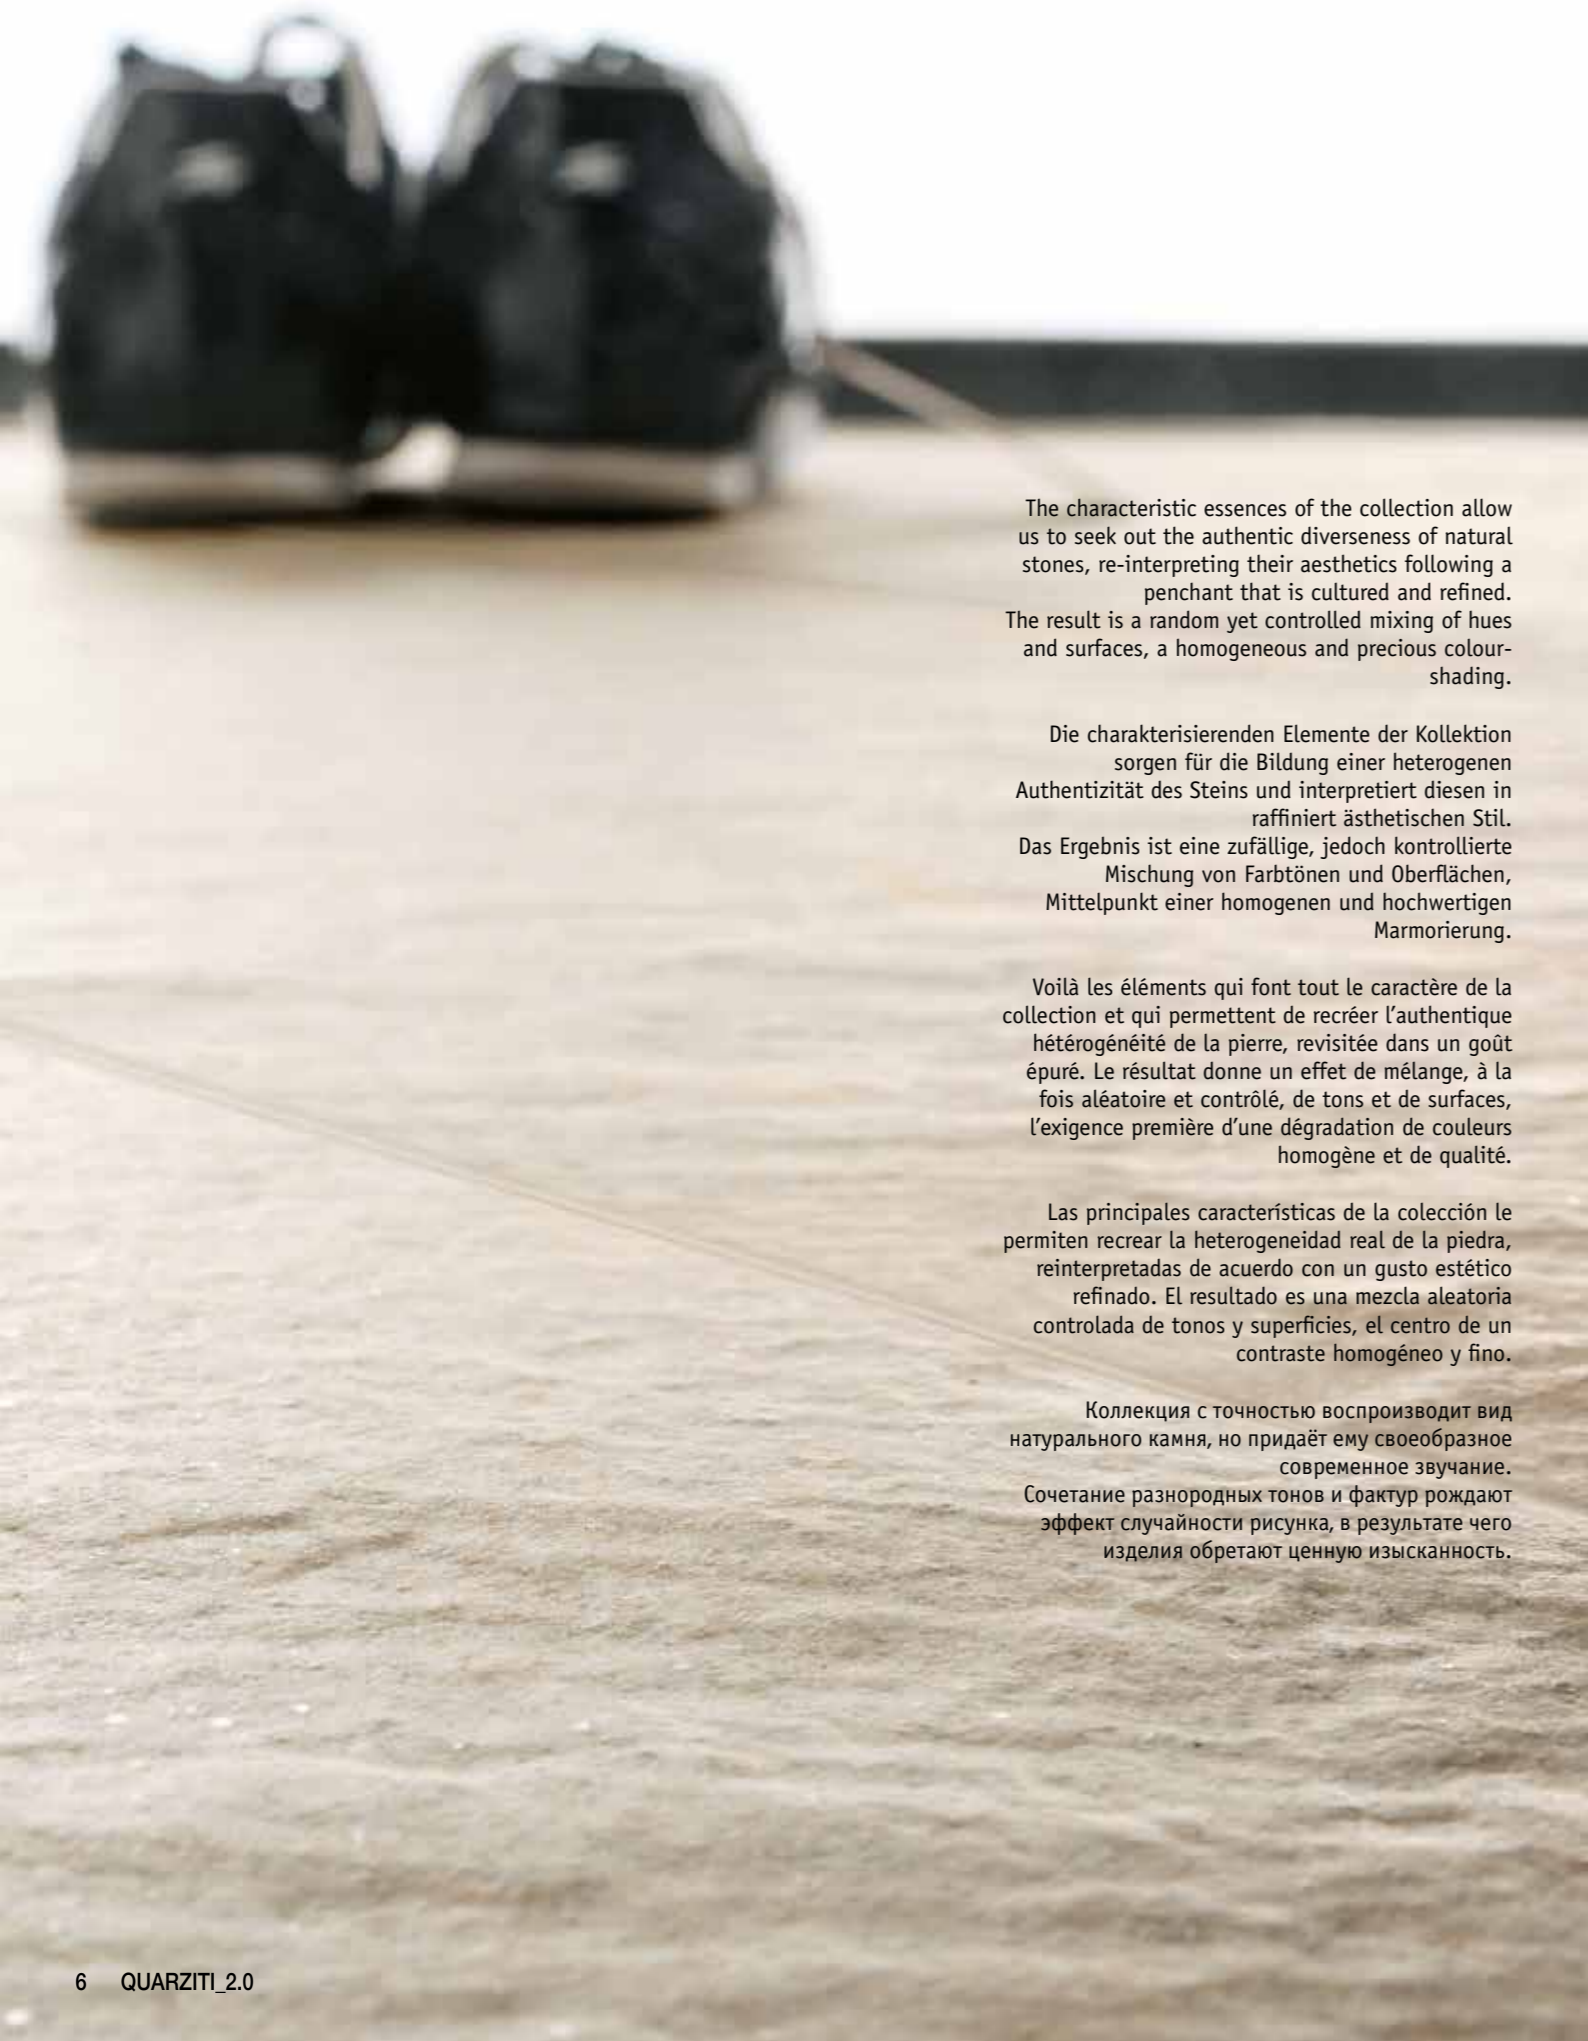 The characteristic essences of the collection allow
us to seek out the authentic diverseness of natural
stones, re-interpreting their aesthetics following a
penchant that is cultured and refined.
The result is a random yet controlled mixing of hues
and surfaces, a homogeneous and precious colour-
shading.
Die charakterisierenden Elemente der Kollektion
sorgen für die Bildung einer heterogenen
Authentizität des Steins und interpretiert diesen in
raffiniert ästhetischen Stil.
Das Ergebnis ist eine zufällige, jedoch kontrollierte
Mischung von Farbtönen und Oberflächen,
Mittelpunkt einer homogenen und hochwertigen
Marmorierung.
Voilà les éléments qui font tout le caractère de la
collection et qui permettent de recréer l’authentique
hétérogénéité de la pierre, revisitée dans un goût
épuré. Le résultat donne un effet de mélange, à la
fois aléatoire et contrôlé, de tons et de surfaces,
l’exigence première d’une dégradation de couleurs
homogène et de qualité.
Las principales características de la colección le
permiten recrear la heterogeneidad real de la piedra,
reinterpretadas de acuerdo con un gusto estético
refinado. El resultado es una mezcla aleatoria
controlada de tonos y superficies, el centro de un
contraste homogéneo y fino.
Коллекция с точностью воспроизводит вид
натурального камня, но придаёт ему своеобразное
современное звучание.
Сочетание разнородных тонов и фактур рождают
эффект случайности рисунка, в результате чего
изделия обретают ценную изысканность.
6 QUARZITI_2.0